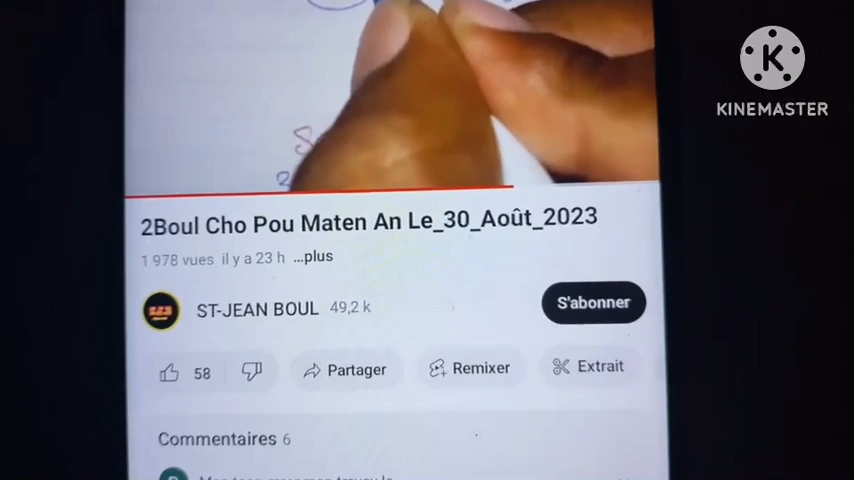 K
KINEMASTER
2Boul Cho Pou Maten An Le_30_Août_2023
1 978 vues il y a 23 h ...plus
ST-JEAN BOUL 49,2 k
S'abonner
58
Partager
Remixer
Extrait
Commentaires 6